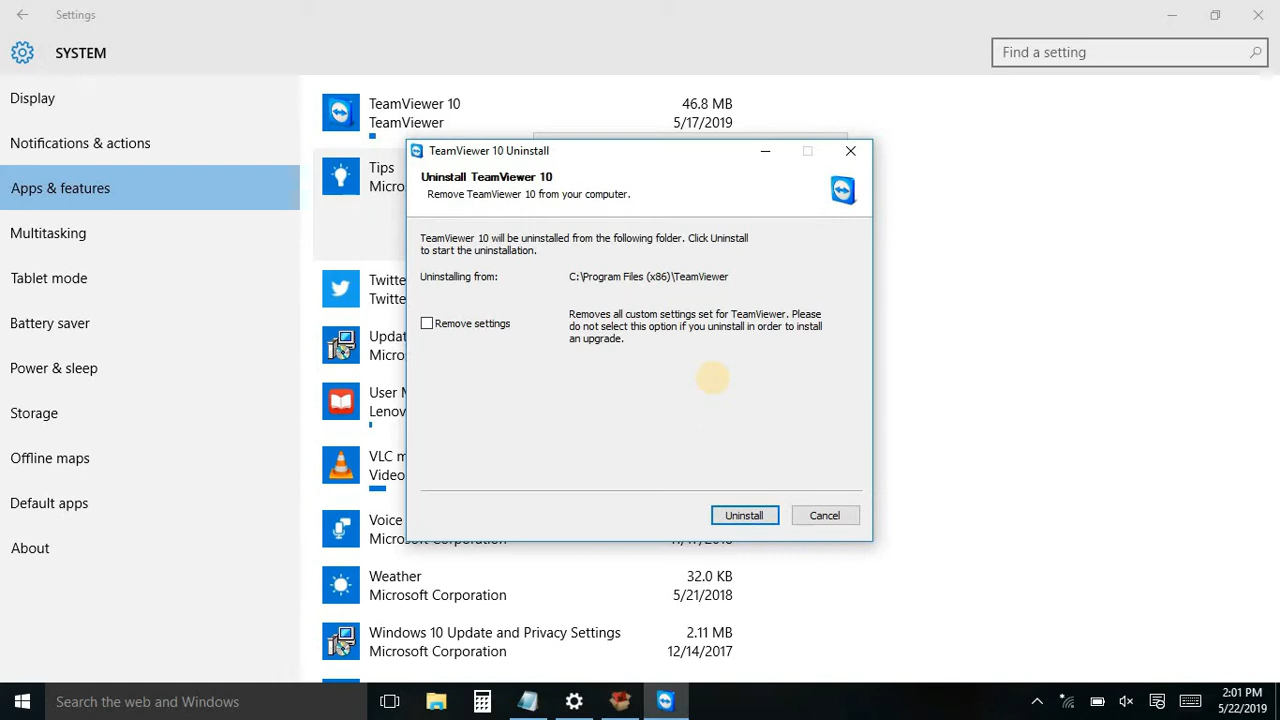 Settings
SYSTEM
Find a setting
Display
Notifications & actions
Apps & features
Multitasking
Tablet mode
Battery saver
Power & sleep
Storage
Offline maps
Default apps
About
TeamViewer 10 46.8 MB
TeamViewer 5/17/2019
Tips
Micro
Twitte
Twitte
Updat
Micro
User M
Lenov
VLC m
Video
Voice
Microsoft Corporation
Weather 32.0 KB
Microsoft Corporation 5/21/2018
Windows 10 Update and Privacy Settings 2.11 MB
Microsoft Corporation 12/14/2017
TeamViewer 10 Uninstall
Uninstall TeamViewer 10
Remove TeamViewer 10 from your computer.
TeamViewer 10 will be uninstalled from the following folder. Click Uninstall
to start the uninstallation.
Uninstalling from: C:\Program Files (x86)\TeamViewer
Remove settings
Removes all custom settings set for TeamViewer. Please
do not select this option if you uninstall in order to install
an upgrade.
Uninstall Cancel
Search the web and Windows
2:01 PM
5/22/2019